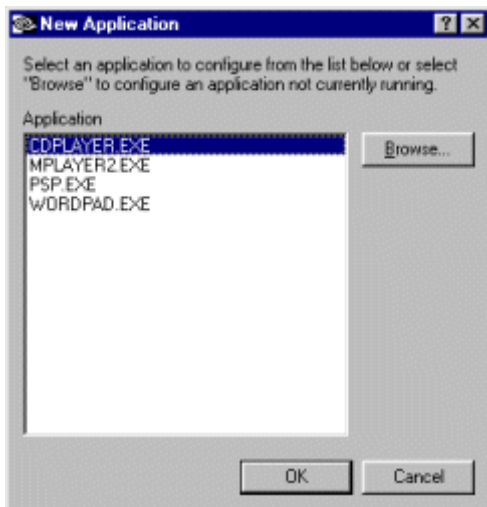 New Application
Select an application to configure from the list below or select
"Browse" to configure an application not currently running.
Application
CDPLAYER.EXE
Browse...
MPLAYER2.EXE
PSP.EXE
WORDPAD.EXE
OK
Cancel